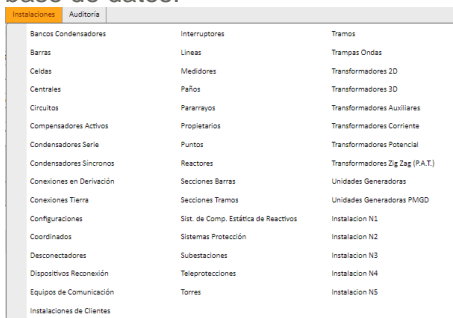 base de datos.
Instalaciones
Auditoria
Bancos Condensadores
Barras
Celdas
Centrales
Circuitos
Compensadores Activos
Condensadores Serie
Condensadores Sincronos
Conexiones en Derivación
Conexiones Tierra
Configuraciones
Coordinados
Desconectadores
Dispositivos Reconexión
Equipos de Comunicación
Instalaciones de Clientes
Interruptores
Lineas
Medidores
Paños
Pararrayos
Propietarios
Puntos
Reactores
Secciones Barras
Secciones Tramos
Sist. de Comp. Estática de Reactivos
Sistemas Protección
Subestaciones
Teleprotecciones
Torres
Tramos
Trampas Ondas
Transformadores 2D
Transformadores 3D
Transformadores Auxiliares
Transformadores Corriente
Transformadores Potencial
Transformadores Zig Zag (P.A.T.)
Unidades Generadoras
Unidades Generadoras PMGD
Instalacion N1
Instalacion N2
Instalacion N3
Instalacion N4
Instalacion N5